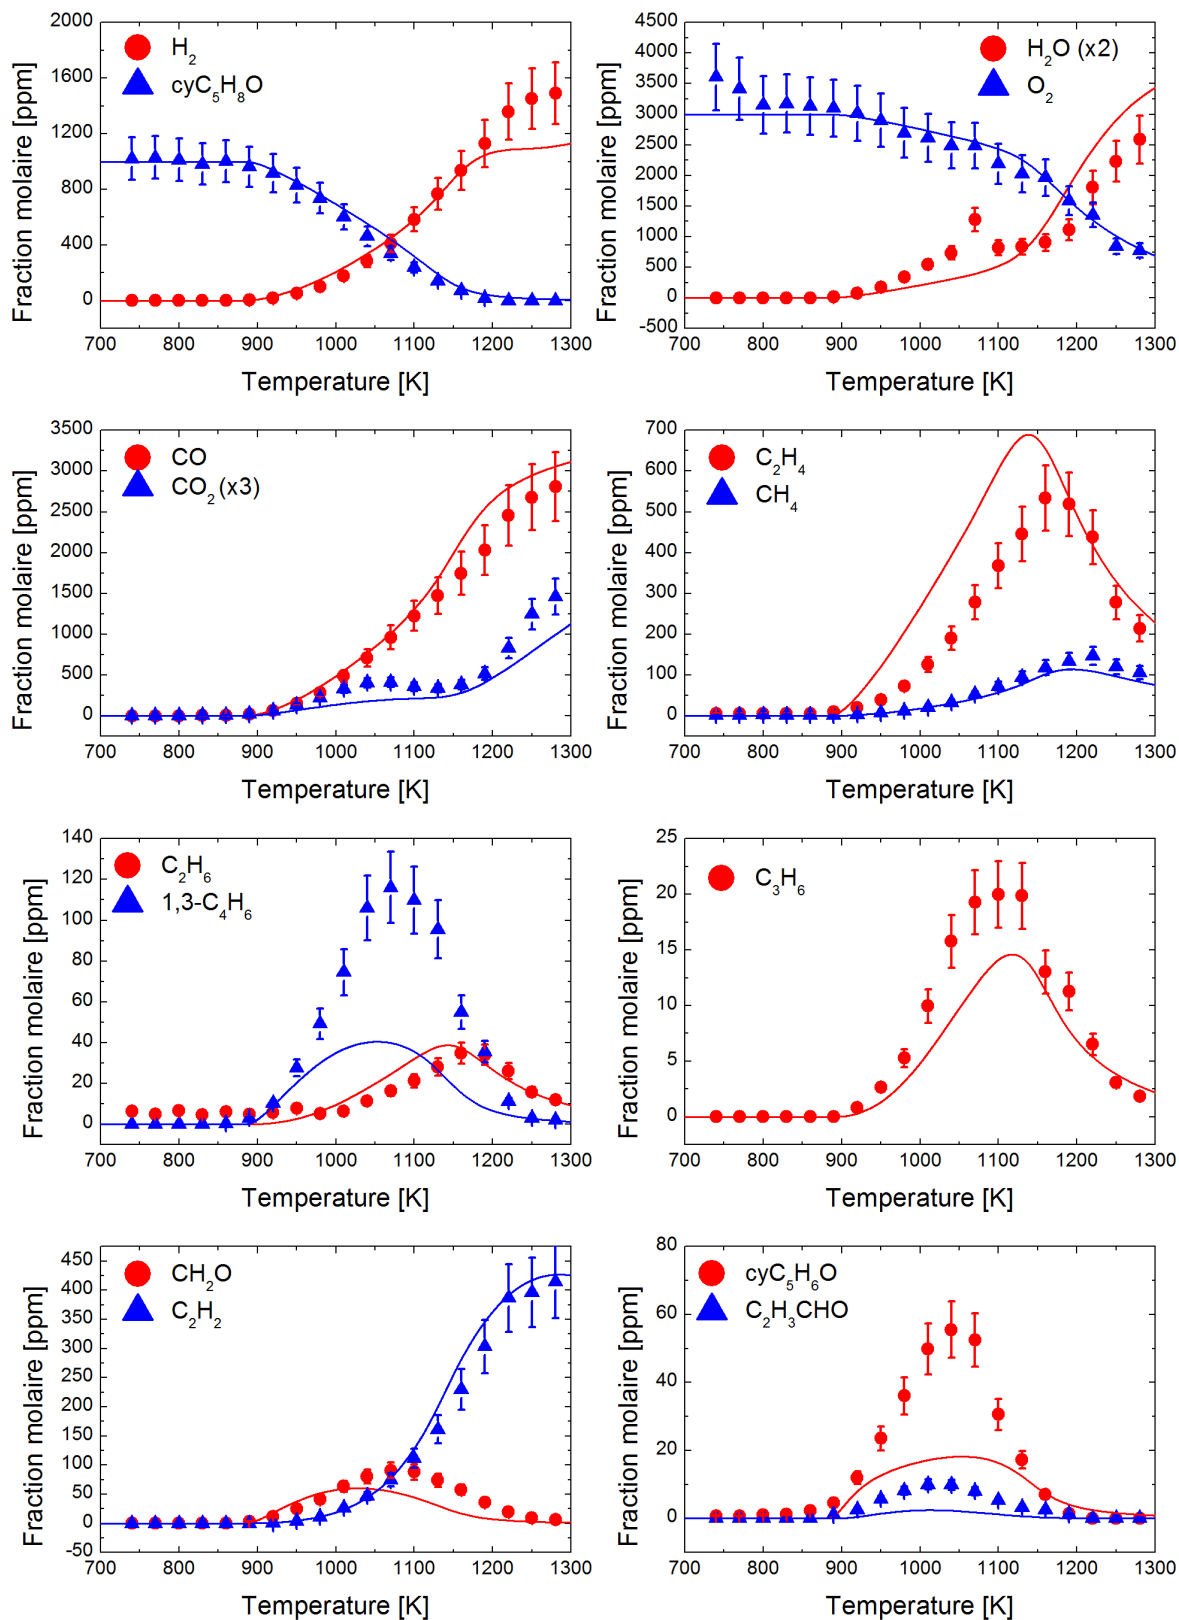 2000
1600
1200
800
400
0
Fraction molaire [ppm]
H₂
cyC₅H₈O
700 800 900 1000 1100 1200 1300
Temperature [K]
4500
4000
3500
3000
2500
2000
1500
1000
500
0
-500
Fraction molaire [ppm]
H₂O (x2)
O₂
700 800 900 1000 1100 1200 1300
Temperature [K]
3500
3000
2500
2000
1500
1000
500
0
Fraction molaire [ppm]
CO
CO₂ (x3)
700 800 900 1000 1100 1200 1300
Temperature [K]
700
600
500
400
300
200
100
0
Fraction molaire [ppm]
C₂H₄
CH₄
700 800 900 1000 1100 1200 1300
Temperature [K]
140
120
100
80
60
40
20
0
Fraction molaire [ppm]
C₂H₆
1,3-C₄H₆
700 800 900 1000 1100 1200 1300
Temperature [K]
25
20
15
10
5
0
Fraction molaire [ppm]
C₃H₆
700 800 900 1000 1100 1200 1300
Temperature [K]
450
400
350
300
250
200
150
100
50
0
-50
Fraction molaire [ppm]
CH₂O
C₂H₂
700 800 900 1000 1100 1200 1300
Temperature [K]
80
60
40
20
0
Fraction molaire [ppm]
cyC₅H₆O
C₂H₃CHO
700 800 900 1000 1100 1200 1300
Temperature [K]